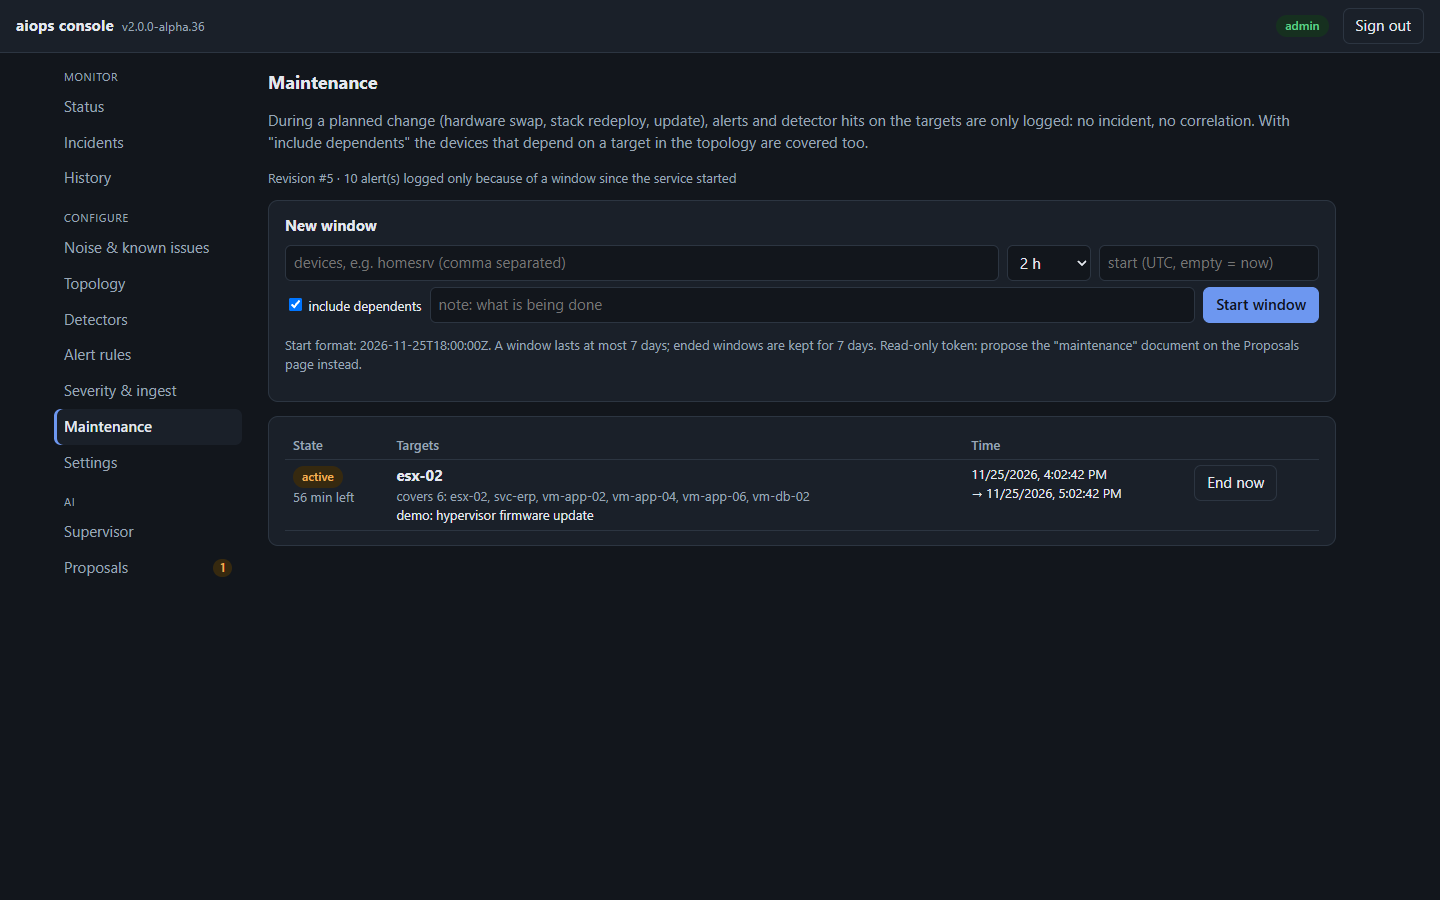 aiops console v2.0.0-alpha.36
admin
Sign out
MONITOR
Status
Incidents
History
CONFIGURE
Noise & known issues
Topology
Detectors
Alert rules
Severity & ingest
Maintenance
Settings
AI
Supervisor
Proposals 1
Maintenance
During a planned change (hardware swap, stack redeploy, update), alerts and detector hits on the targets are only logged: no incident, no correlation. With
"include dependents" the devices that depend on a target in the topology are covered too.
Revision #5 · 10 alert(s) logged only because of a window since the service started
New window
devices, e.g. homesrv (comma separated)
2 h
start (UTC, empty = now)
include dependents
note: what is being done
Start window
Start format: 2026-11-25T18:00:00Z. A window lasts at most 7 days; ended windows are kept for 7 days. Read-only token: propose the "maintenance" document on the Proposals
page instead.
State Targets Time
active
56 min left
esx-02
covers 6: esx-02, svc-erp, vm-app-02, vm-app-04, vm-app-06, vm-db-02
demo: hypervisor firmware update
11/25/2026, 4:02:42 PM
→ 11/25/2026, 5:02:42 PM
End now